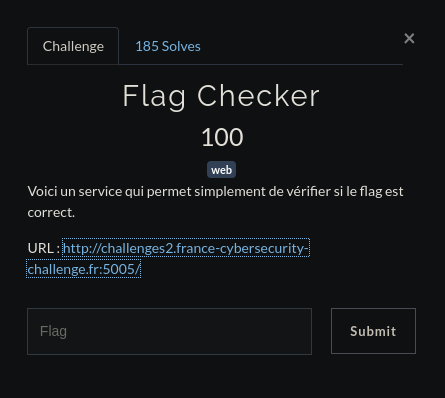 Challenge
185 Solves
×
Flag Checker
100
web
Voici un service qui permet simplement de vérifier si le flag est
correct.
URL : http://challenges2.france-cybersecurity-
challenge.fr:5005/
Flag
Submit